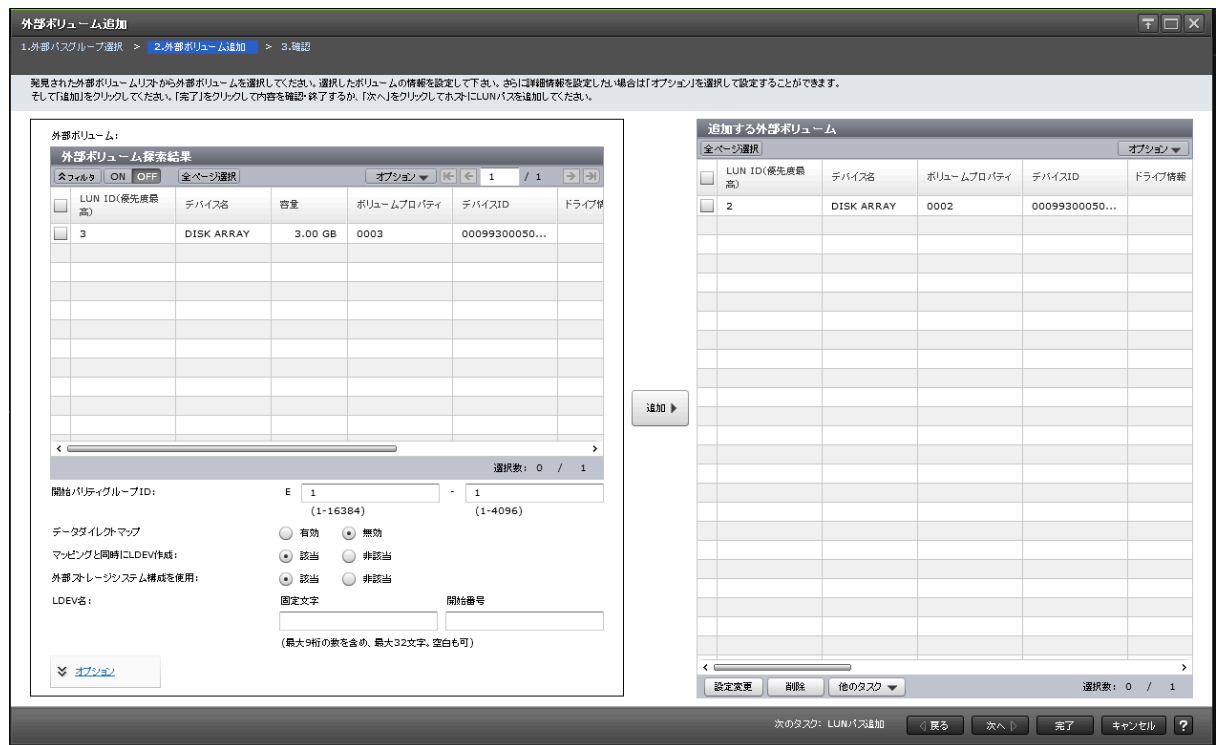 外部ボリューム追加
1.外部パスグループ選択 > 2.外部ボリューム追加 > 3.確認
発見された外部ボリュームリストから外部ボリュームを選択してください。選択したボリュームの情報を設定して下さい。さらに詳細情報を設定したい場合は「オプション」を選択して設定することができます。
そして「追加」をクリックしてください。「完了」をクリックして内容を確認・終了するか、「次へ」をクリックしてホストにLUNパスを追加してください。
外部ボリューム:
外部ボリューム探索結果
フィルタ ON OFF 全ページ選択 オプション 1 / 1
LUN ID(優先度最高) デバイス名 容量 ボリュームプロパティ デバイスID ドライブ情
3 DISK ARRAY 3.00 GB 0003 00099300050...
選択数: 0 / 1
開始パリティグループID: E 1 - 1
(1-16384) (1-4096)
データダイレクトマップ 有効 無効
マッピングと同時にLDEV作成: 該当 非該当
外部ストレージシステム構成を使用: 該当 非該当
LDEV名: 固定文字 開始番号
(最大9桁の数を含め、最大32文字。空白も可)
オプション
追加
追加する外部ボリューム
全ページ選択 オプション
LUN ID(優先度最高) デバイス名 ボリュームプロパティ デバイスID ドライブ情報
2 DISK ARRAY 0002 00099300050...
設定変更 削除 他のタスク 選択数: 0 / 1
次のタスク: LUNパス追加 戻る 次へ 完了 キャンセル ?